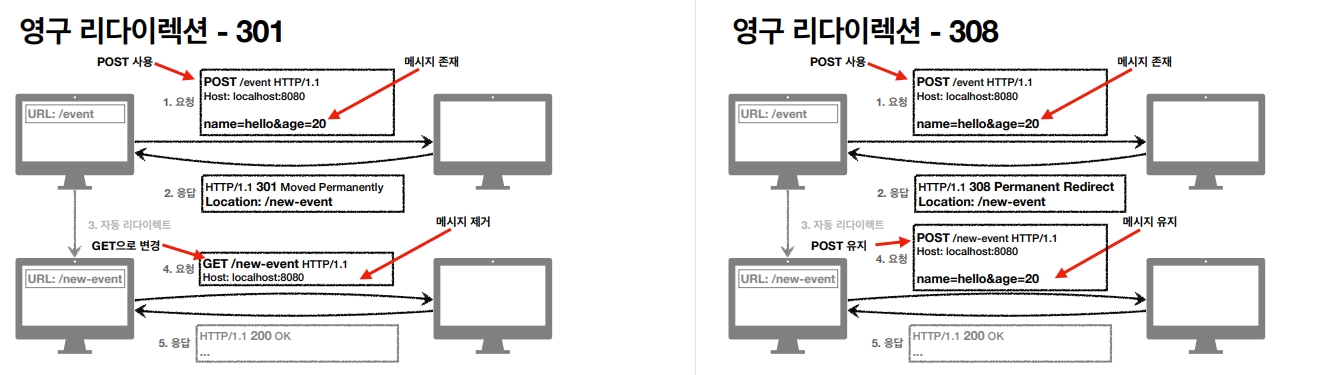 영구 리다이렉션 - 301
POST 사용
메시지 존재
POST /event HTTP/1.1
Host: localhost:8080
1. 요청
name=hello&age=20
URL: /event
2. 응답
HTTP/1.1 301 Moved Permanently
Location: /new-event
3. 자동 리다이렉트
메시지 제거
GET으로 변경
4. 요청
GET /new-event HTTP/1.1
Host: localhost:8080
URL: /new-event
5. 응답
HTTP/1.1 200 OK
...
영구 리다이렉션 - 308
POST 사용
메시지 존재
POST /event HTTP/1.1
Host: localhost:8080
1. 요청
name=hello&age=20
URL: /event
2. 응답
HTTP/1.1 308 Permanent Redirect
Location: /new-event
3. 자동 리다이렉트
메시지 유지
POST 유지
4. 요청
POST /new-event HTTP/1.1
Host: localhost:8080
name=hello&age=20
URL: /new-event
5. 응답
HTTP/1.1 200 OK
...